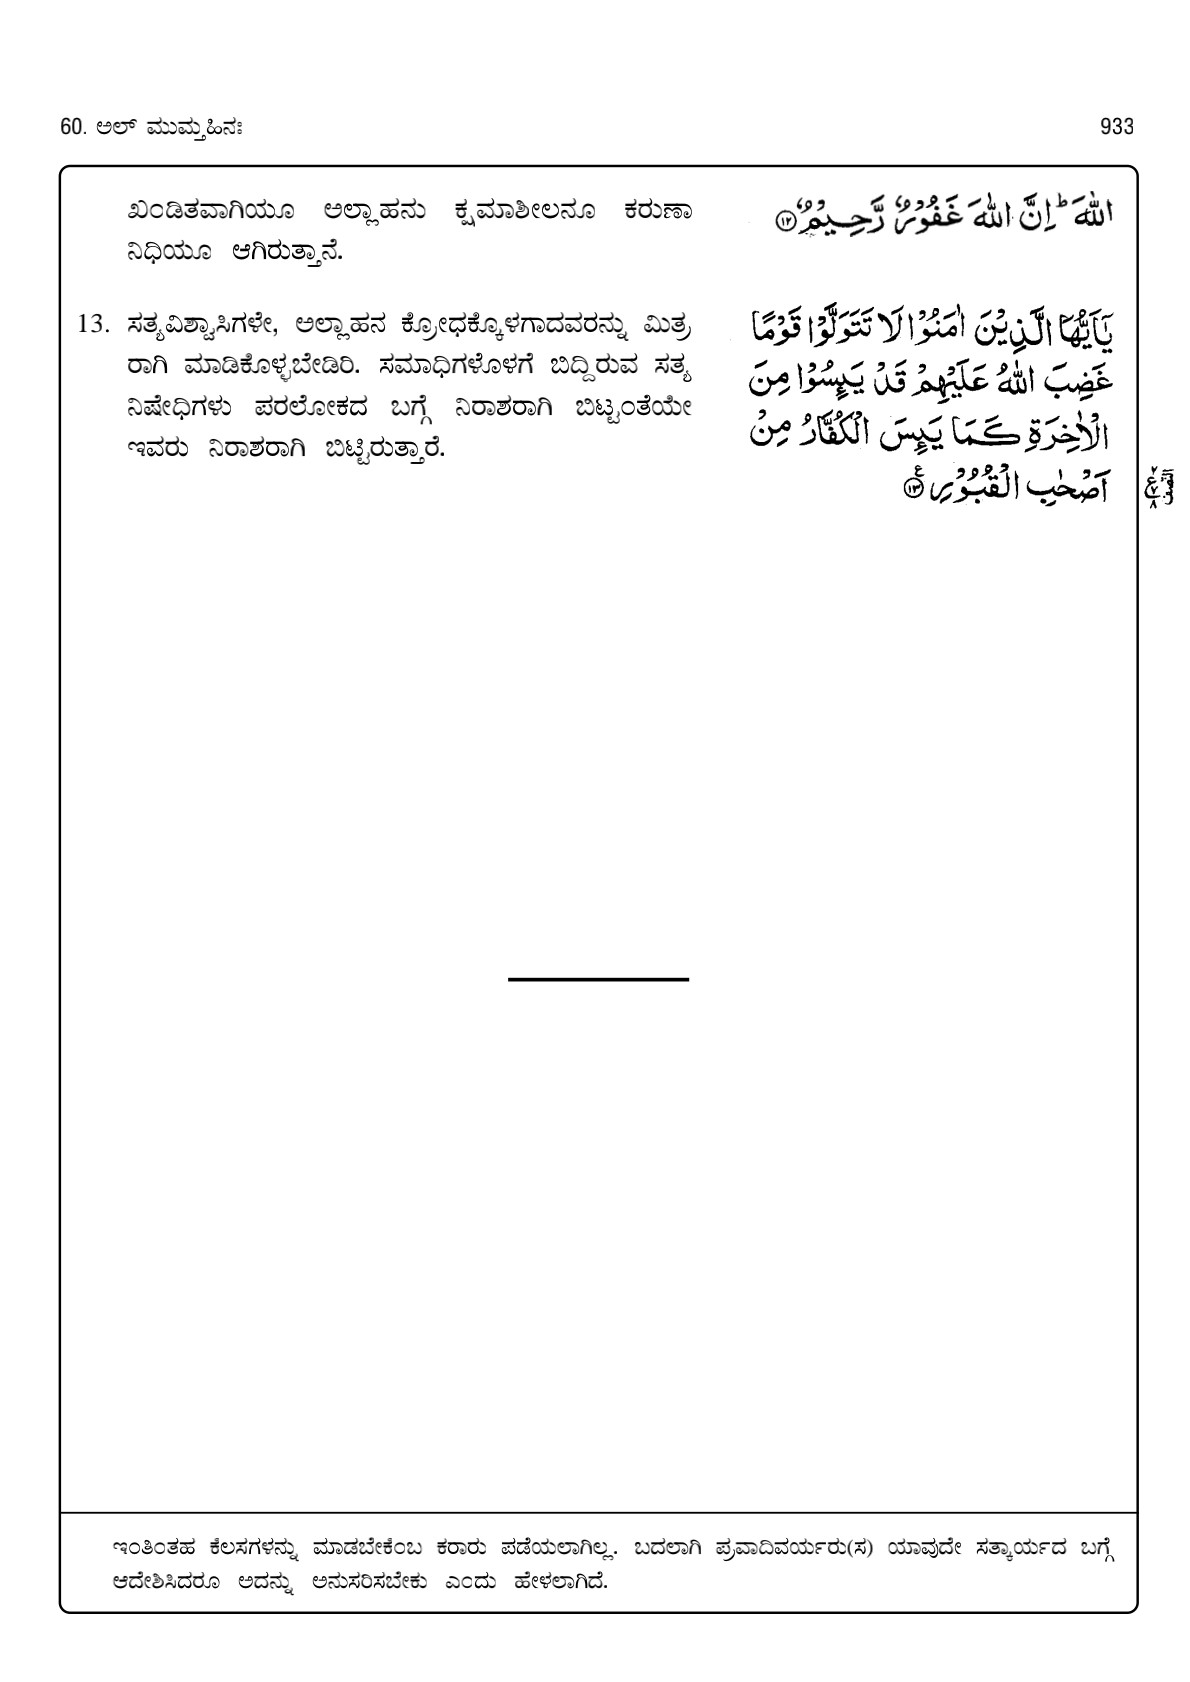 60. ಅಲ್ ಮುಮ್ತಹಿನಃ
933
ಖಂಡಿತವಾಗಿಯೂ ಅಲ್ಲಾಹನು ಕ್ಷಮಾಶೀಲನೂ ಕರುಣಾ
ನಿಧಿಯೂ ಆಗಿರುತ್ತಾನೆ.
اللّٰهَ ؕ اِنَّ اللّٰهَ غَفُوْرٌ رَّحِيْمٌ ۝۱۲
13. ಸತ್ಯವಿಶ್ವಾಸಿಗಳೇ, ಅಲ್ಲಾಹನ ಕ್ರೋಧಕ್ಕೊಳಗಾದವರನ್ನು ಮಿತ್ರ
ರಾಗಿ ಮಾಡಿಕೊಳ್ಳಬೇಡಿರಿ. ಸಮಾಧಿಗಳೊಳಗೆ ಬಿದ್ದಿರುವ ಸತ್ಯ
ನಿಷೇಧಿಗಳು ಪರಲೋಕದ ಬಗ್ಗೆ ನಿರಾಶರಾಗಿ ಬಿಟ್ಟಂತೆಯೇ
ಇವರು ನಿರಾಶರಾಗಿ ಬಿಟ್ಟಿರುತ್ತಾರೆ.
يٰۤاَيُّهَا الَّذِيْنَ اٰمَنُوْا لَا تَتَوَلَّوْا قَوْمًا
غَضِبَ اللّٰهُ عَلَيْهِمْ قَدْ يَىِٕسُوْا مِنَ
الْاٰخِرَةِ كَمَا يَىِٕسَ الْكُفَّارُ مِنْ
اَصْحٰبِ الْقُبُوْرِ ۝۱۳ ع
ಇಂತಿಂತಹ ಕೆಲಸಗಳನ್ನು ಮಾಡಬೇಕೆಂಬ ಕರಾರು ಪಡೆಯಲಾಗಿಲ್ಲ. ಬದಲಾಗಿ ಪ್ರವಾದಿವರ್ಯರು(ಸ) ಯಾವುದೇ ಸತ್ಕಾರ್ಯದ ಬಗ್ಗೆ
ಆದೇಶಿಸಿದರೂ ಅದನ್ನು ಅನುಸರಿಸಬೇಕು ಎಂದು ಹೇಳಲಾಗಿದೆ.